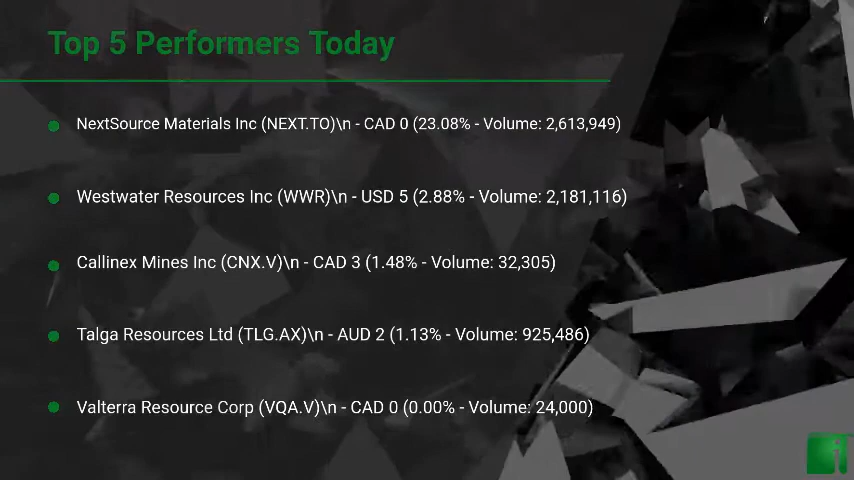 Top 5 Performers Today
NextSource Materials Inc (NEXT.TO)\n - CAD 0 (23.08% - Volume: 2,613,949)
Westwater Resources Inc (WWR)\n - USD 5 (2.88% - Volume: 2,181,116)
Callinex Mines Inc (CNX.V)\n - CAD 3 (1.48% - Volume: 32,305)
Talga Resources Ltd (TLG.AX)\n - AUD 2 (1.13% - Volume: 925,486)
Valterra Resource Corp (VQA.V)\n - CAD 0 (0.00% - Volume: 24,000)
i